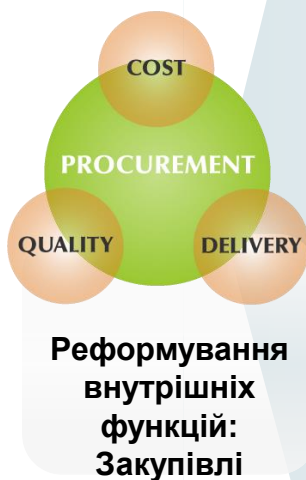 COST
PROCUREMENT
QUALITY
DELIVERY
Реформування
внутрішніх
функцій:
Закупівлі